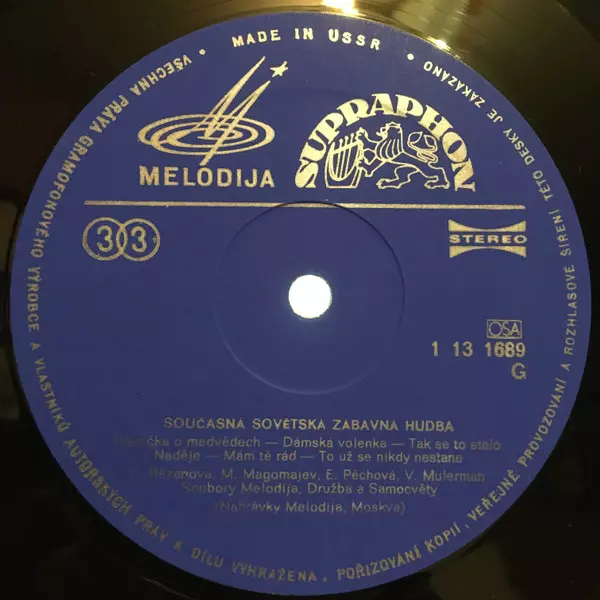 MADE IN USSR
VŠECHNA PRÁVA GRAMOFONOVÉHO VÝROBCE A VLASTNÍKŮ AUTORSKÝCH PRÁV K DÍLU VYHRAŽENA. POŘIZOVÁNÍ KOPIÍ, VEŘEJNÉ PROVOZOVÁNÍ A ROZHLASOVÉ ŠÍŘENÍ TÉTO DESKY JE ZAKÁZÁNO
MELODIJA
SUPRAPHON
33
STEREO
OSA
1 13 1689
G
SOUČASNÁ SOVĚTSKÁ ZÁBAVNÁ HUDBA
o medvědech — Dámská volenka — Tak se to stalo
Naděje — Mám tě rád — To už se nikdy nestane
M. Magomajev, E. Pěchová, V. Mulerman
Soubory Melodija, Družba a Samocvěty
(Nahrávky Melodija, Moskva)